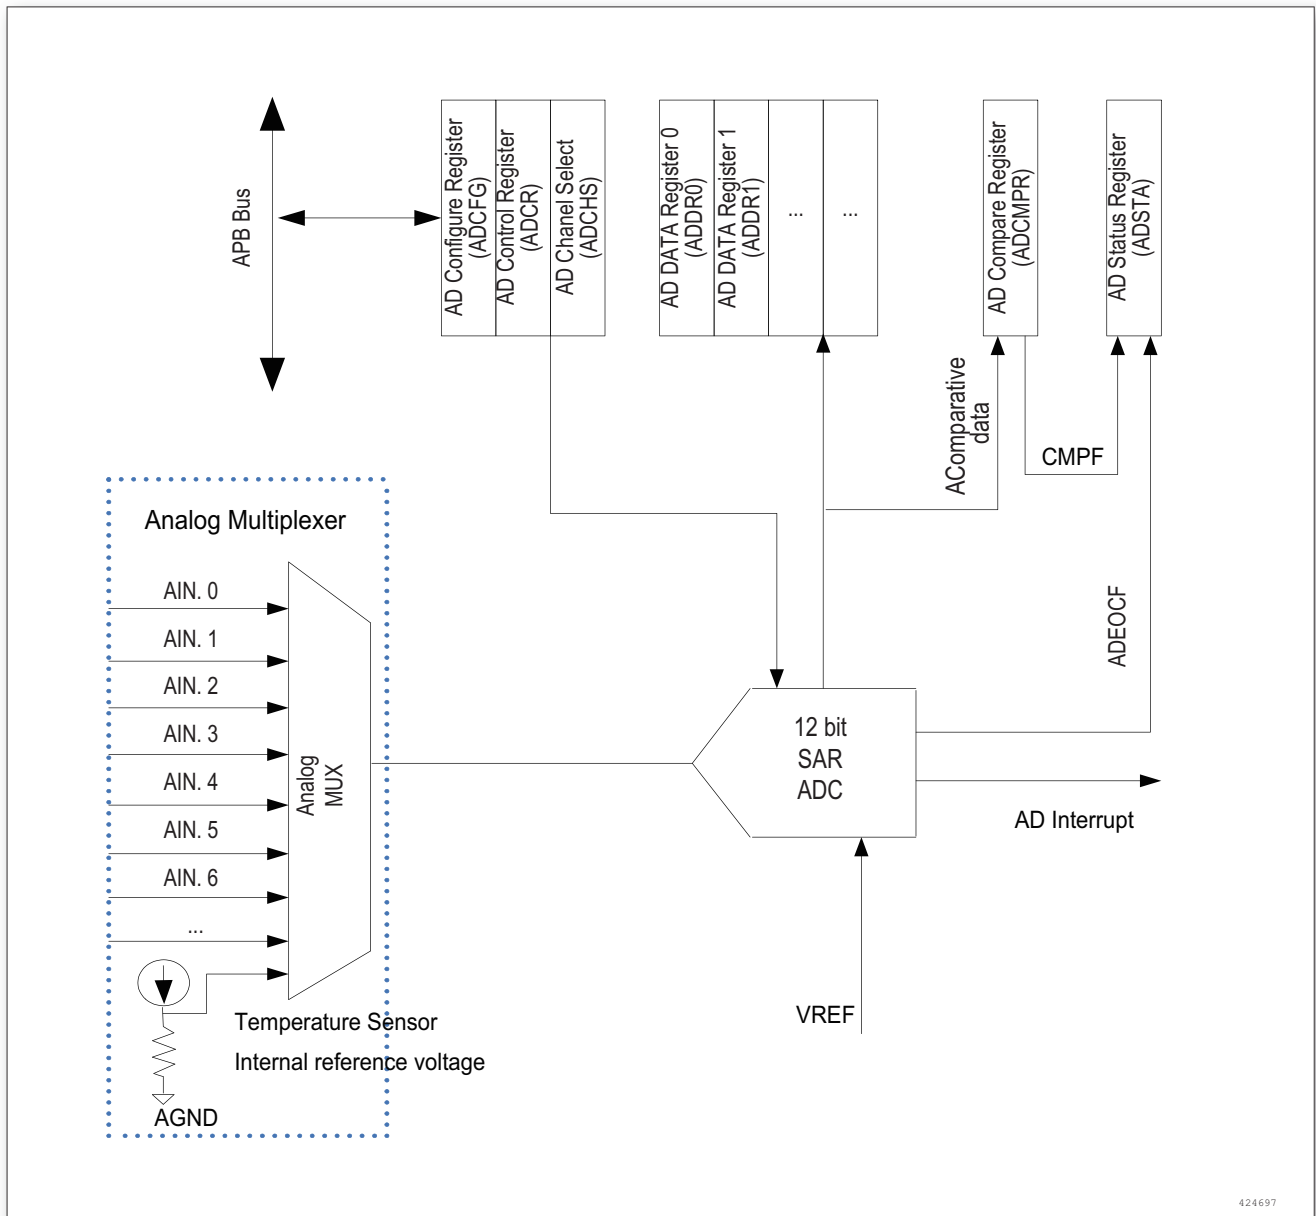 APB Bus
AD Configure Register
(ADCFG)
AD Control Register
(ADCR)
AD Chanel Select
(ADCHS)
AD DATA Register 0
(ADDR0)
AD DATA Register 1
(ADDR1)
...
...
AD Compare Register
(ADCMPR)
AD Status Register
(ADSTA)
AComparative
data
CMPF
ADEOCF
Analog Multiplexer
AIN. 0
AIN. 1
AIN. 2
AIN. 3
AIN. 4
AIN. 5
AIN. 6
...
Analog
MUX
12 bit
SAR
ADC
AD Interrupt
VREF
Temperature Sensor
Internal reference voltage
AGND
424697